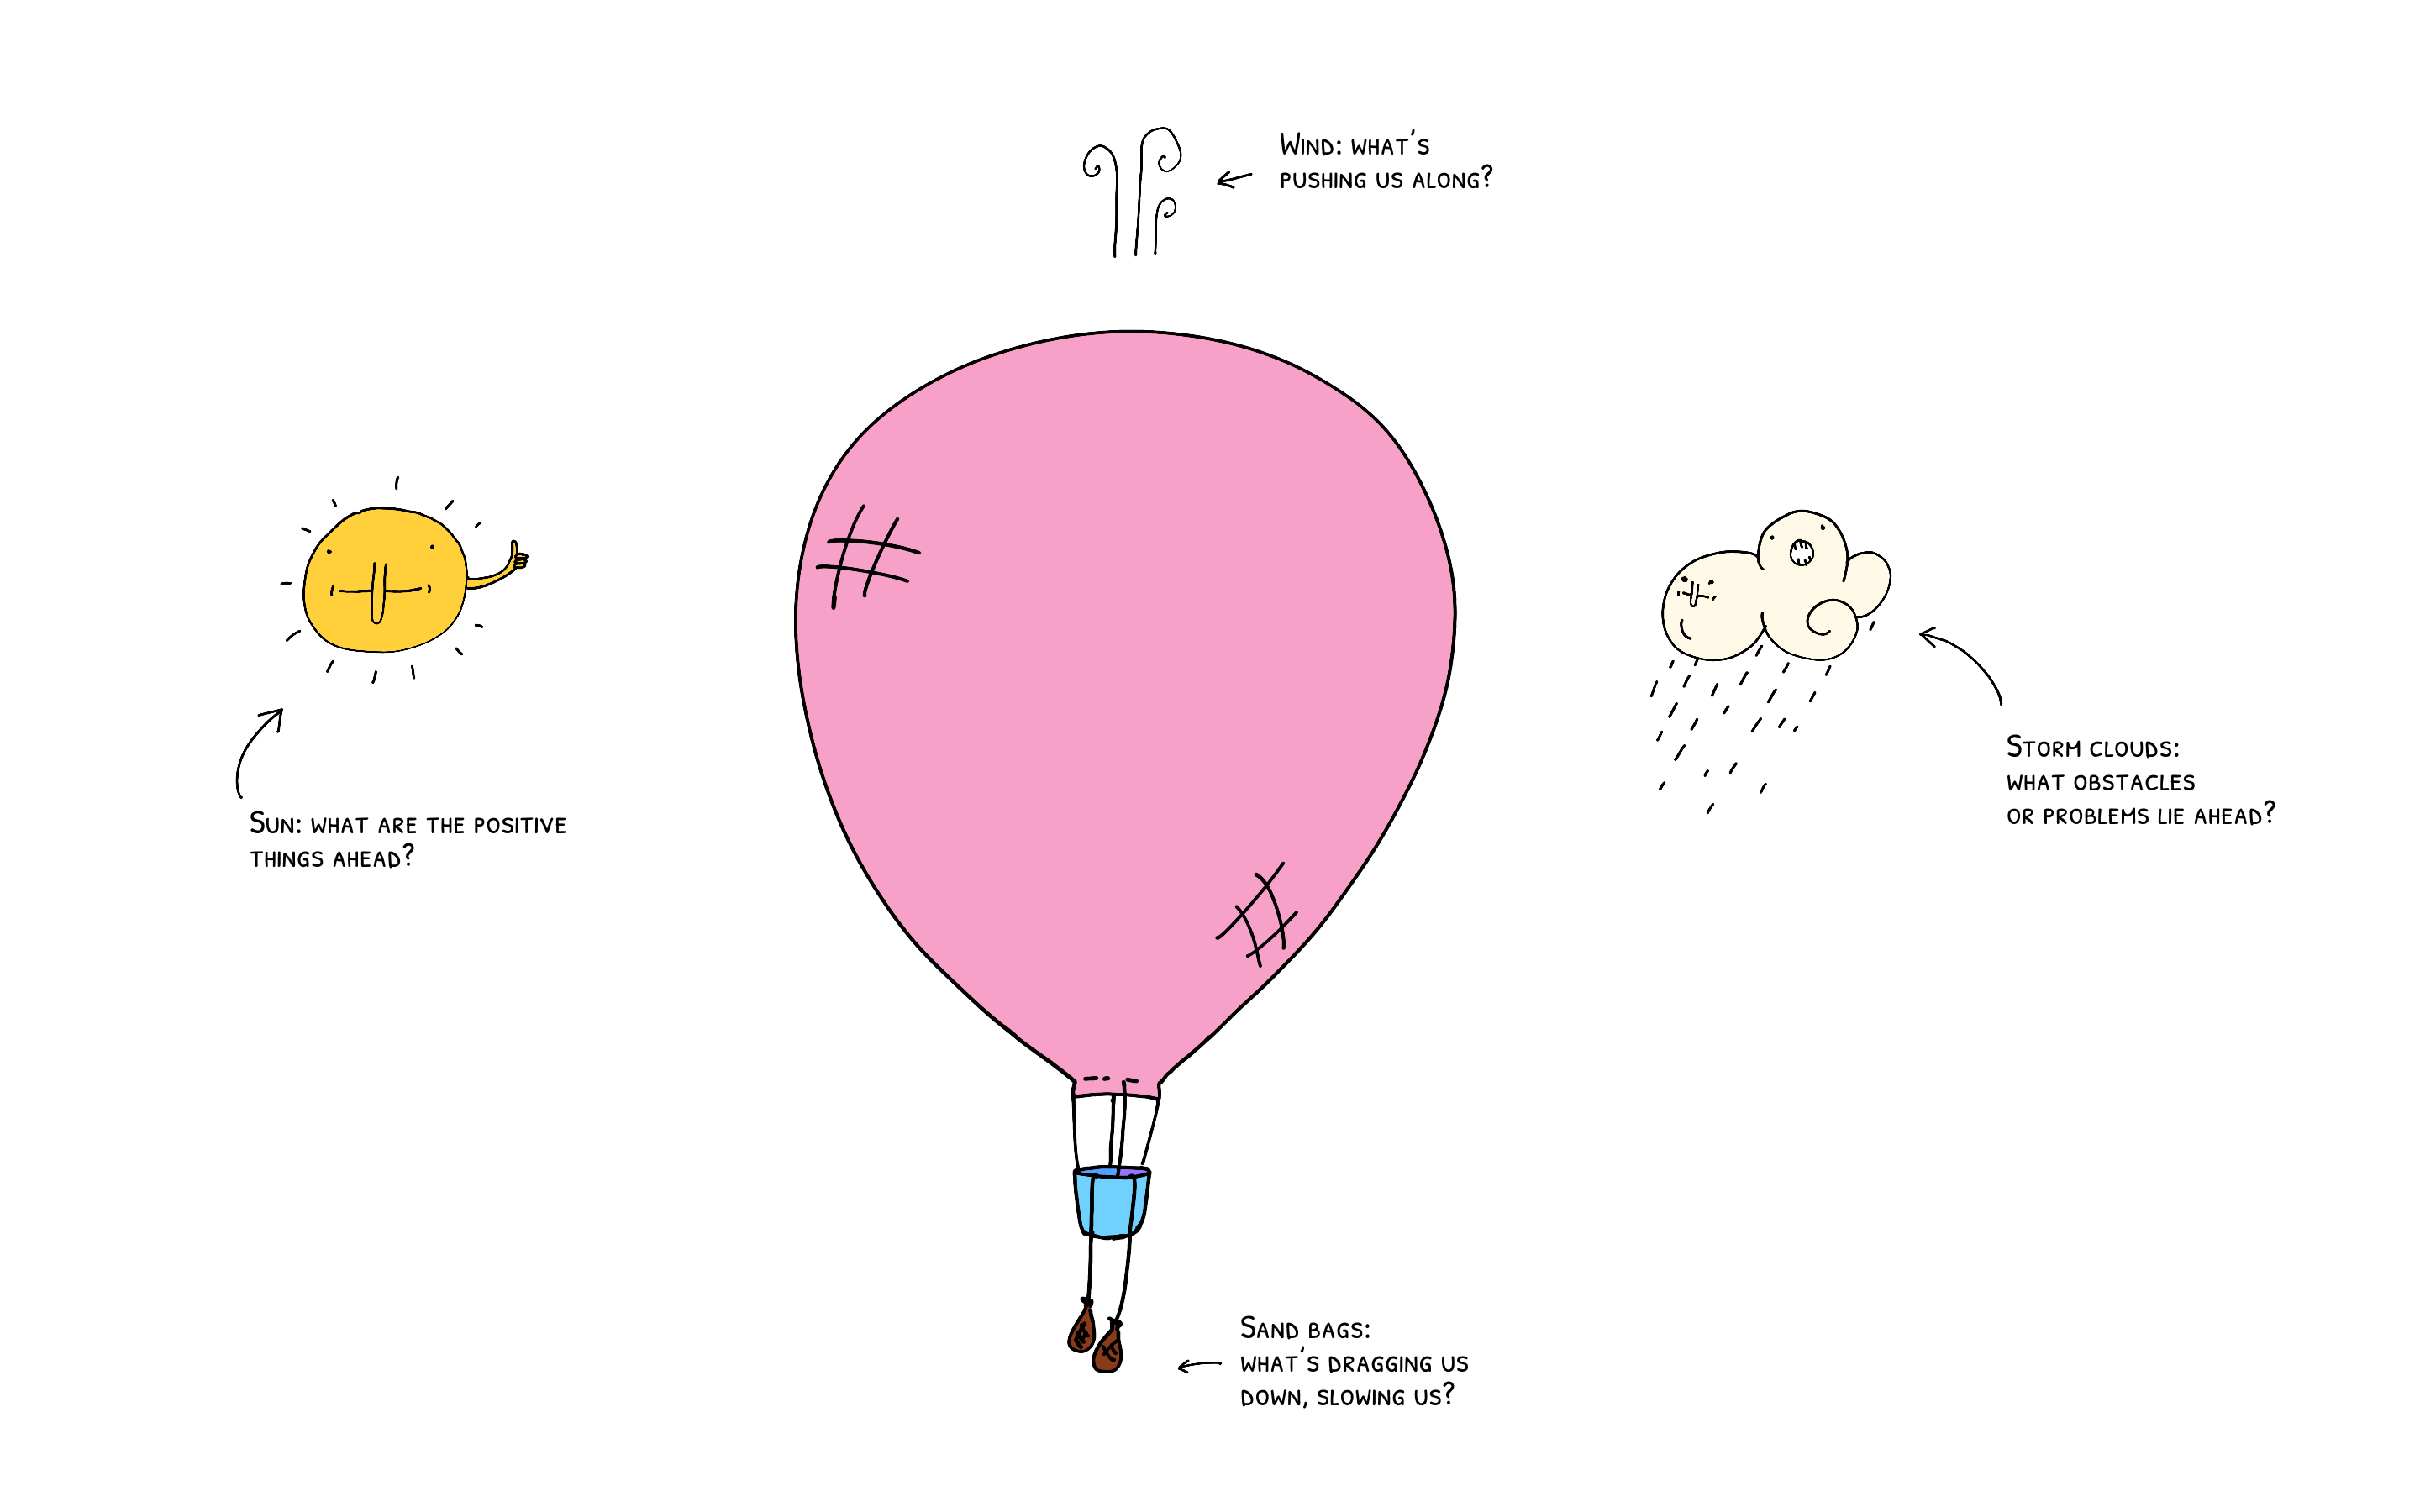 Wind: what's
pushing us along?
Sun: what are the positive
things ahead?
Storm clouds:
what obstacles
or problems lie ahead?
Sand bags:
what's dragging us
down, slowing us?